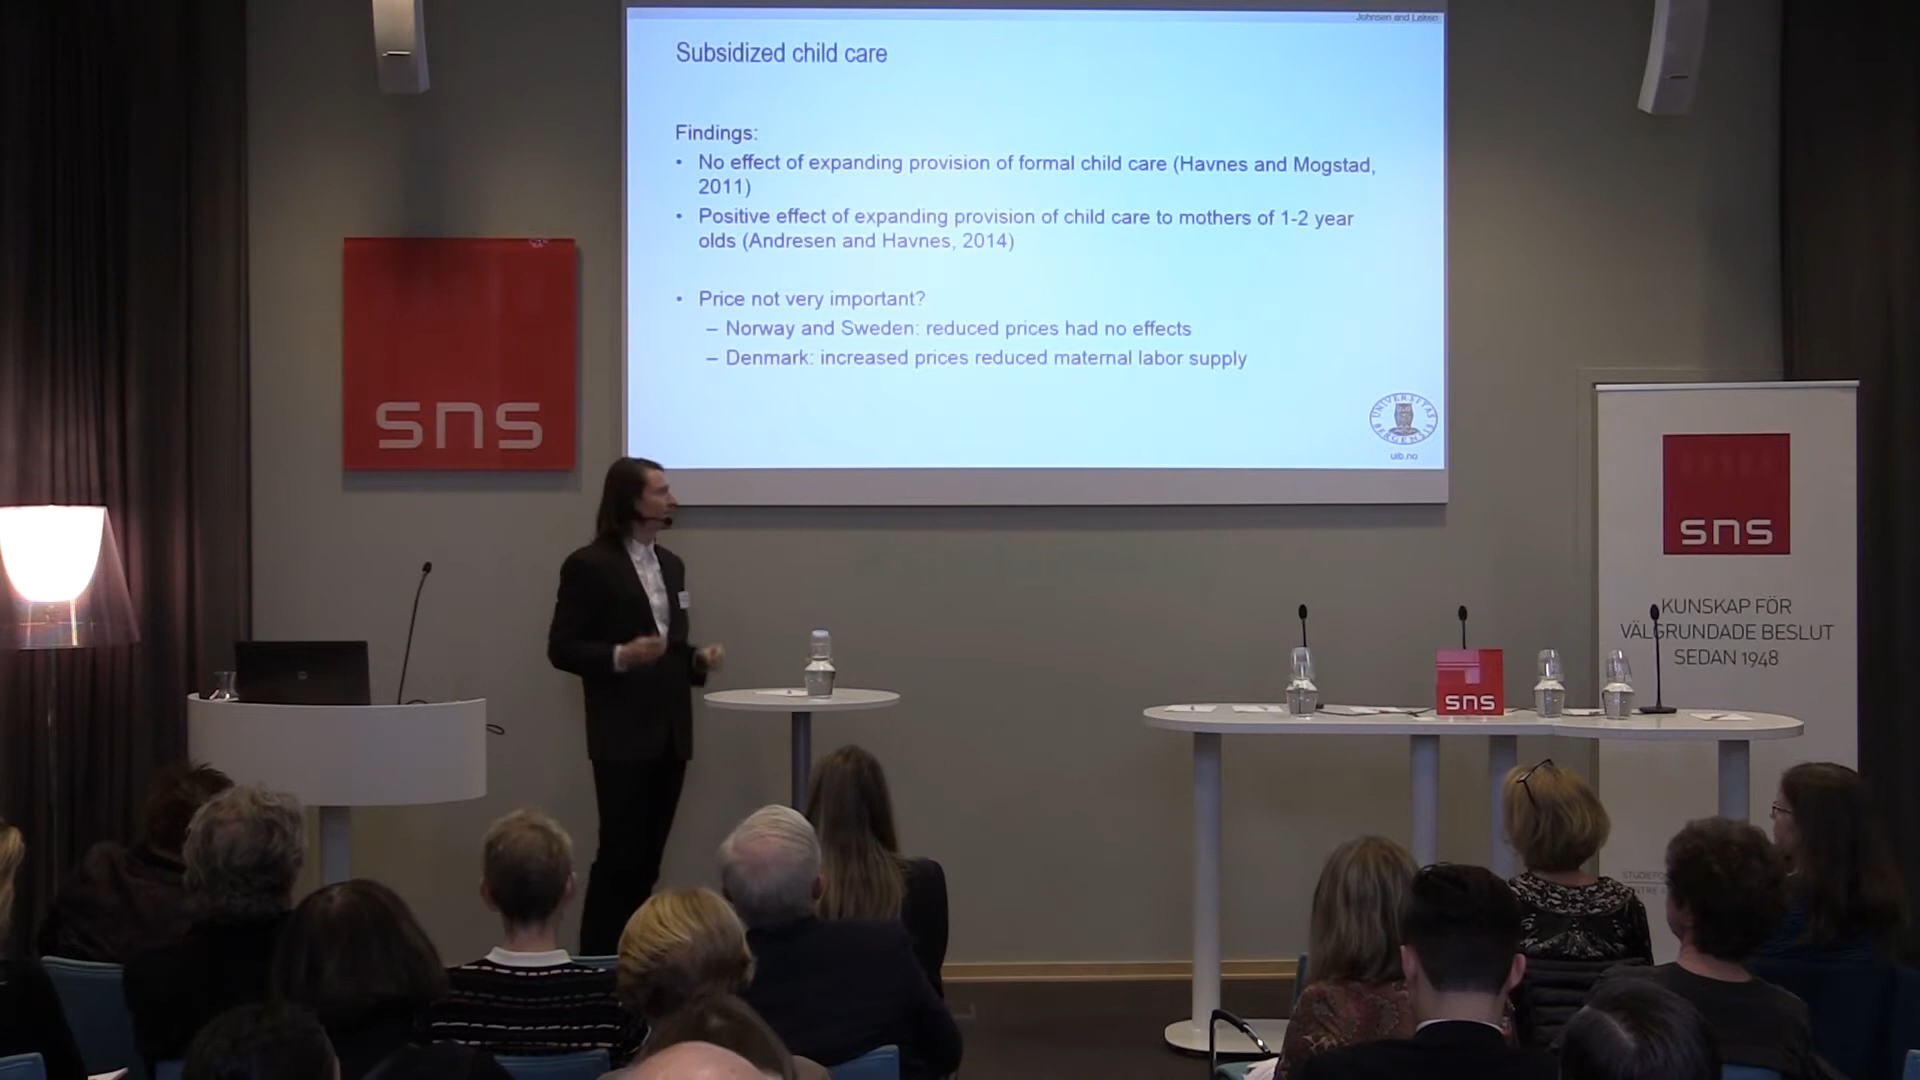 Johnsen and Løken
Subsidized child care
Findings:
• No effect of expanding provision of formal child care (Havnes and Mogstad,
2011)
• Positive effect of expanding provision of child care to mothers of 1-2 year
olds (Andresen and Havnes, 2014)
• Price not very important?
– Norway and Sweden: reduced prices had no effects
– Denmark: increased prices reduced maternal labor supply
UNIVERSITAS
BERGENSIS
uib.no
sns
sns
KUNSKAP FÖR
VÄLGRUNDADE BESLUT
SEDAN 1948
sns